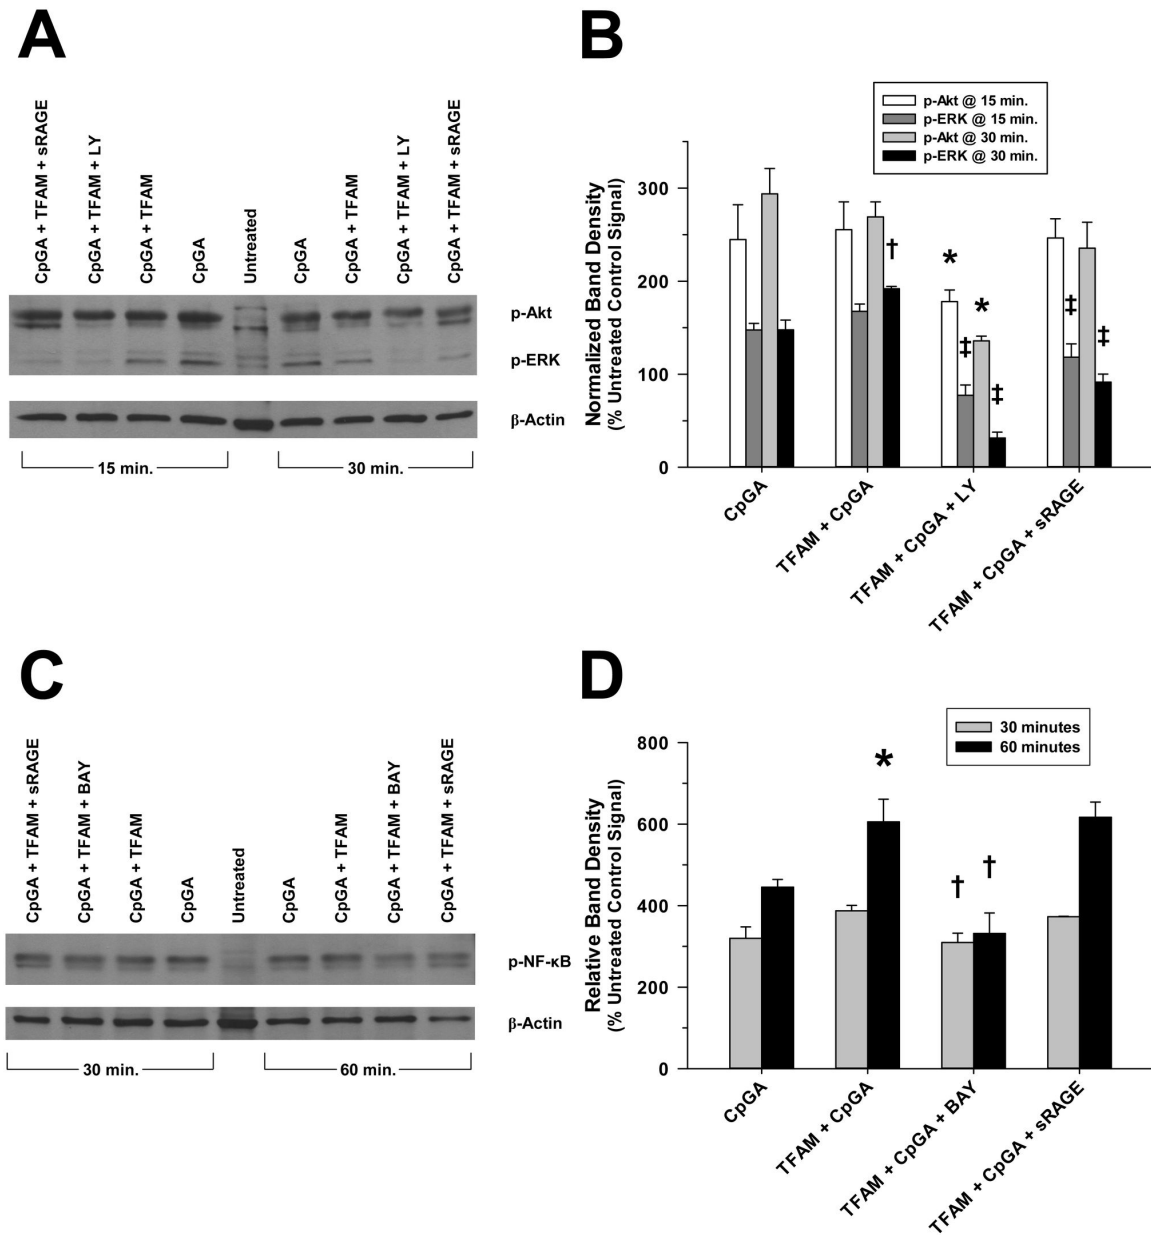 A
CpGA + TFAM + sRAGE
CpGA + TFAM + LY
CpGA + TFAM
CpGA
Untreated
CpGA
CpGA + TFAM
CpGA + TFAM + LY
CpGA + TFAM + sRAGE
p-Akt
p-ERK
β-Actin
15 min.
30 min.
B
p-Akt @ 15 min.
p-ERK @ 15 min.
p-Akt @ 30 min.
p-ERK @ 30 min.
Normalized Band Density
(% Untreated Control Signal)
300
200
100
0
†
*
‡
*
‡
‡
‡
CpGA
TFAM + CpGA
TFAM + CpGA + LY
TFAM + CpGA + sRAGE
C
CpGA + TFAM + sRAGE
CpGA + TFAM + BAY
CpGA + TFAM
CpGA
Untreated
CpGA
CpGA + TFAM
CpGA + TFAM + BAY
CpGA + TFAM + sRAGE
p-NF-κB
β-Actin
30 min.
60 min.
D
30 minutes
60 minutes
Relative Band Density
(% Untreated Control Signal)
800
600
400
200
0
*
†
†
CpGA
TFAM + CpGA
TFAM + CpGA + BAY
TFAM + CpGA + sRAGE